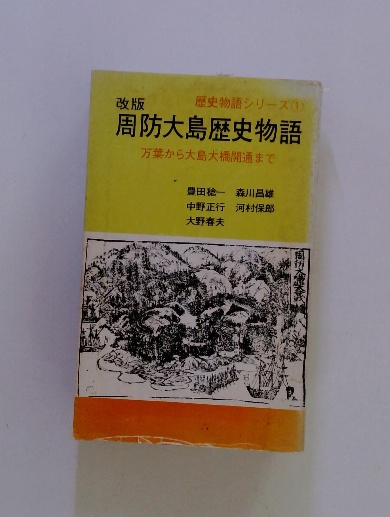 歴史物語シリーズ(1)
改版
周防大島歴史物語
万葉から大島大橋開通まで
豊田稔一 森川昌雄
中野正行 河村保郎
大野春夫